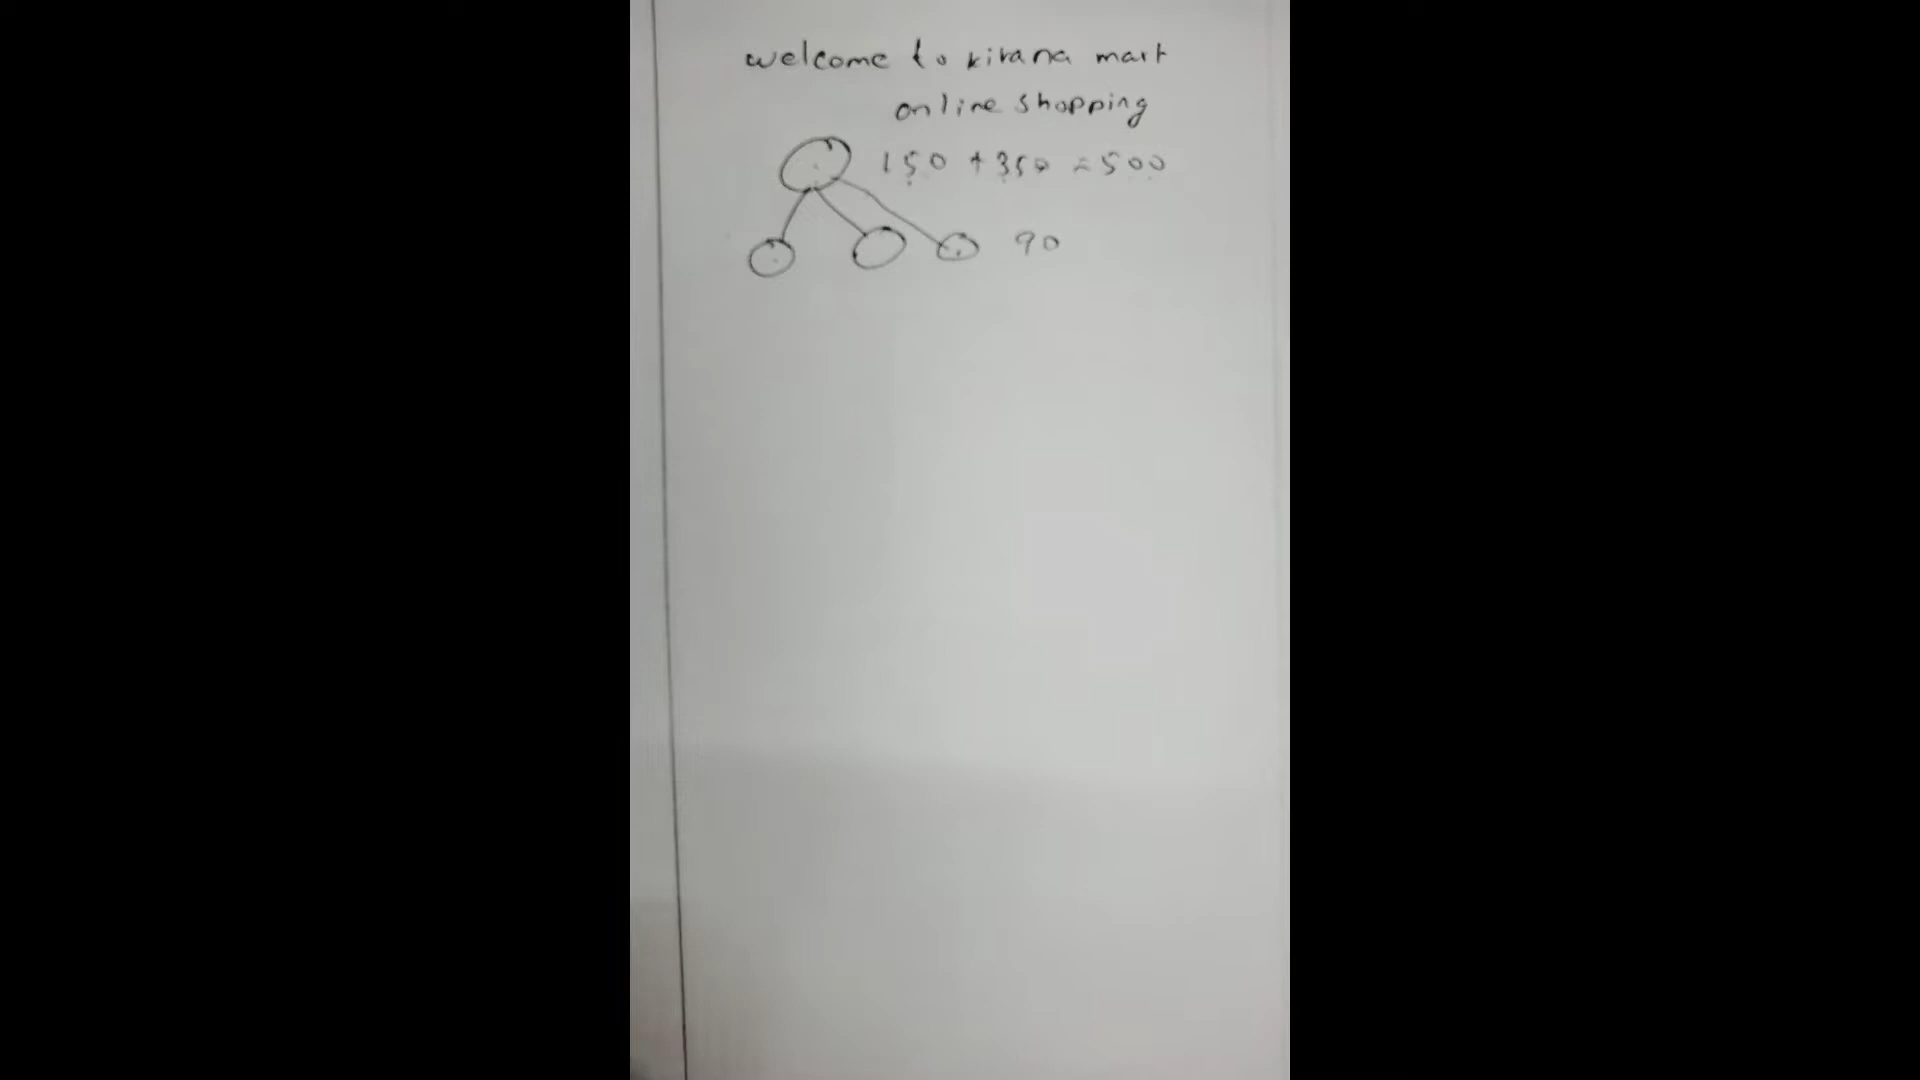 welcome to kirana mart
online shopping
150 + 350 = 500
90